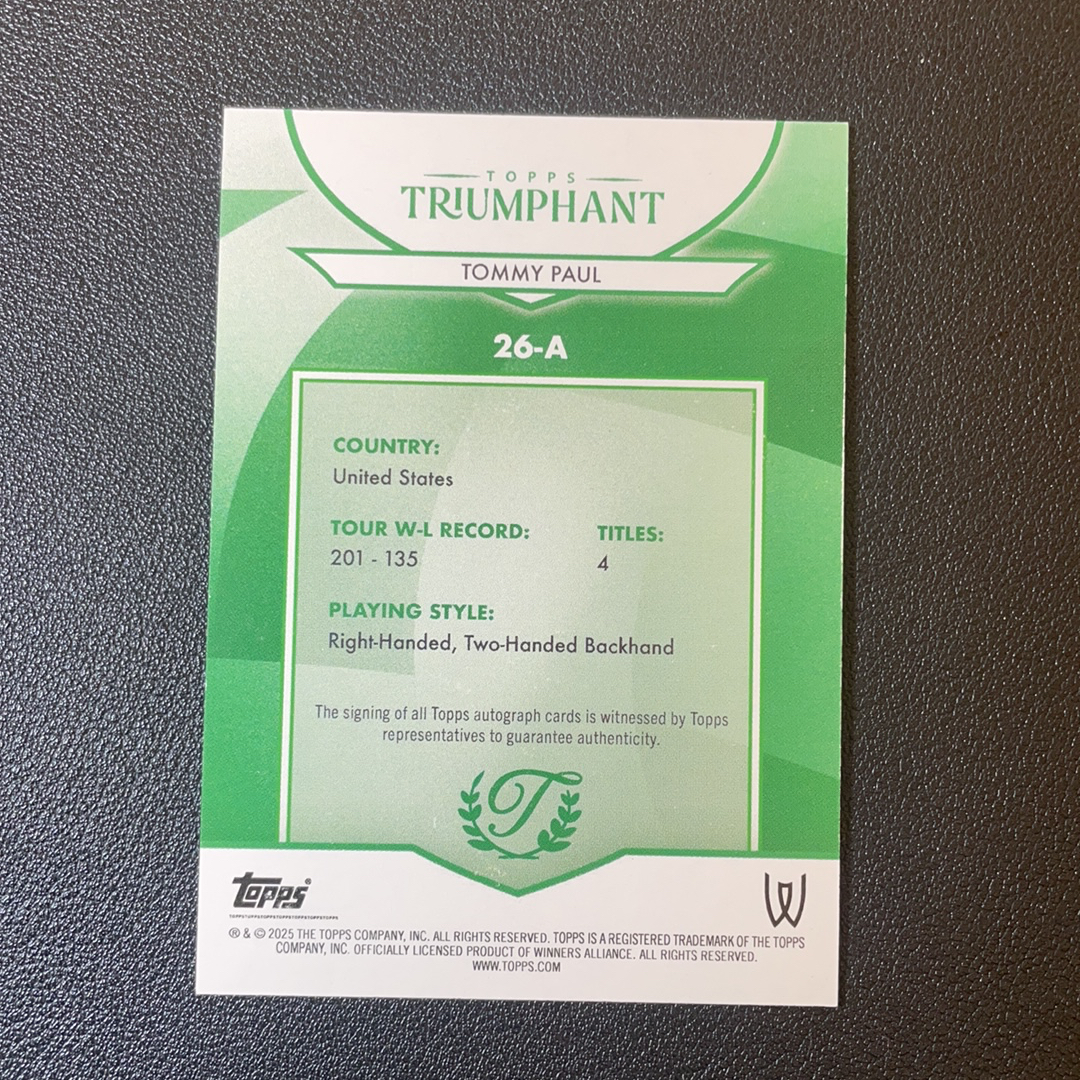 TOPPS
TRIUMPHANT
TOMMY PAUL
26-A
COUNTRY:
United States
TOUR W-L RECORD: TITLES:
201 - 135 4
PLAYING STYLE:
Right-Handed, Two-Handed Backhand
The signing of all Topps autograph cards is witnessed by Topps
representatives to guarantee authenticity.
T
topps®
TOPPSTOPPSTOPPSTOPPSTOPPSTOPPSTOPPS
W
® & © 2025 THE TOPPS COMPANY, INC. ALL RIGHTS RESERVED. TOPPS IS A REGISTERED TRADEMARK OF THE TOPPS
COMPANY, INC. OFFICIALLY LICENSED PRODUCT OF WINNERS ALLIANCE. ALL RIGHTS RESERVED.
WWW.TOPPS.COM